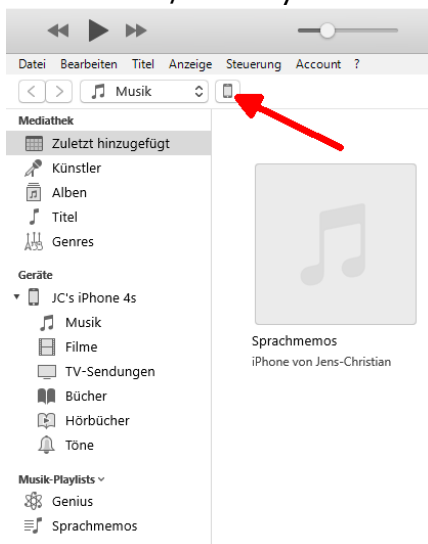 Datei Bearbeiten Titel Anzeige Steuerung Account ?
Musik
Mediathek
Zuletzt hinzugefügt
Künstler
Alben
Titel
Genres
Geräte
JC's iPhone 4s
Musik
Filme
TV-Sendungen
Bücher
Hörbücher
Töne
Musik-Playlists
Genius
Sprachmemos
Sprachmemos
iPhone von Jens-Christian